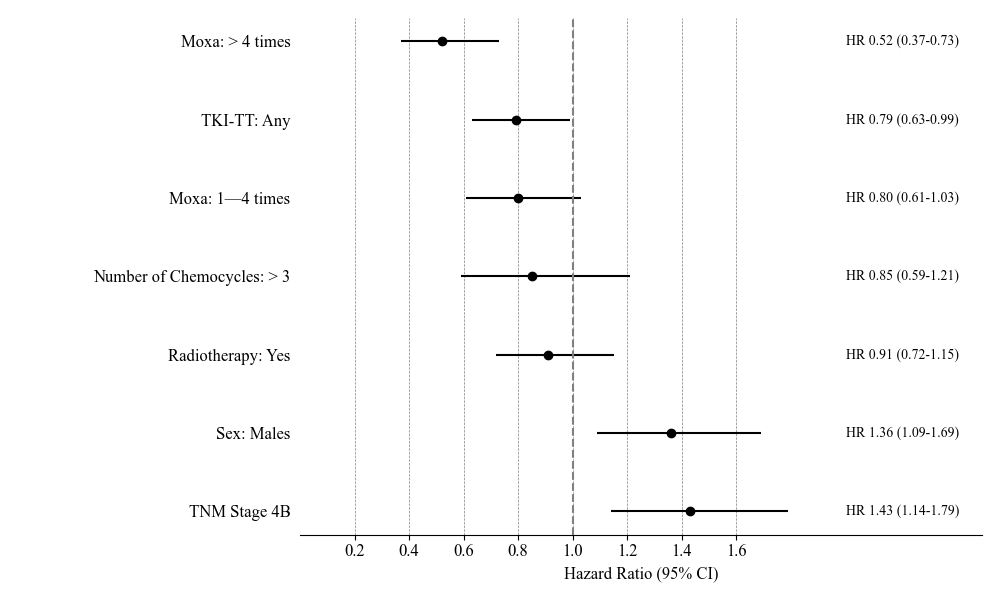 Moxa: > 4 times HR 0.52 (0.37-0.73)
TKI-TT: Any HR 0.79 (0.63-0.99)
Moxa: 1—4 times HR 0.80 (0.61-1.03)
Number of Chemocycles: > 3 HR 0.85 (0.59-1.21)
Radiotherapy: Yes HR 0.91 (0.72-1.15)
Sex: Males HR 1.36 (1.09-1.69)
TNM Stage 4B HR 1.43 (1.14-1.79)
0.2 0.4 0.6 0.8 1.0 1.2 1.4 1.6
Hazard Ratio (95% CI)